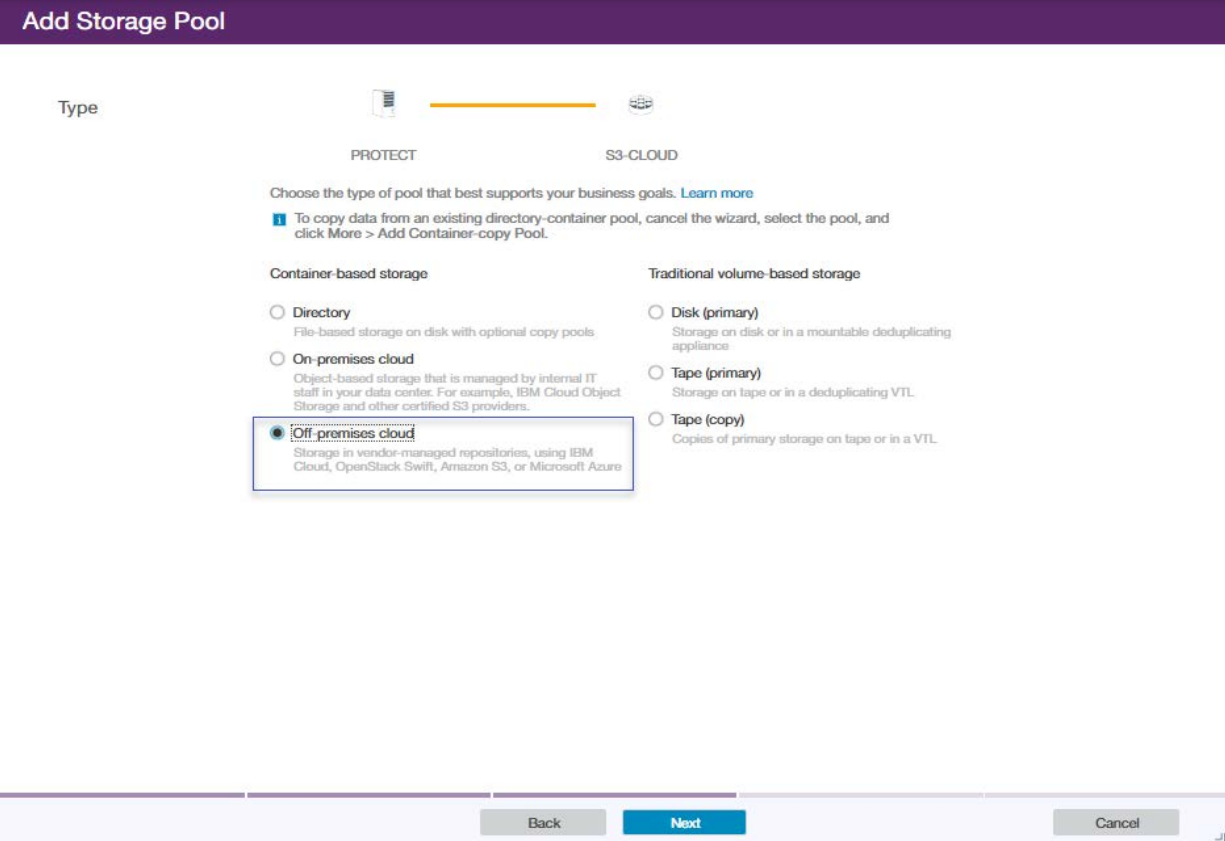 Add Storage Pool
Type
PROTECT
S3-CLOUD
Choose the type of pool that best supports your business goals. Learn more
To copy data from an existing directory-container pool, cancel the wizard, select the pool, and
click More > Add Container-copy Pool.
Container-based storage
Directory
File-based storage on disk with optional copy pools
On-premises cloud
Object-based storage that is managed by internal IT
staff in your data center. For example, IBM Cloud Object
Storage and other certified S3 providers.
Off-premises cloud
Storage in vendor-managed repositories, using IBM
Cloud, OpenStack Swift, Amazon S3, or Microsoft Azure
Traditional volume-based storage
Disk (primary)
Storage on disk or in a mountable deduplicating
appliance
Tape (primary)
Storage on tape or in a deduplicating VTL
Tape (copy)
Copies of primary storage on tape or in a VTL
Back
Next
Cancel